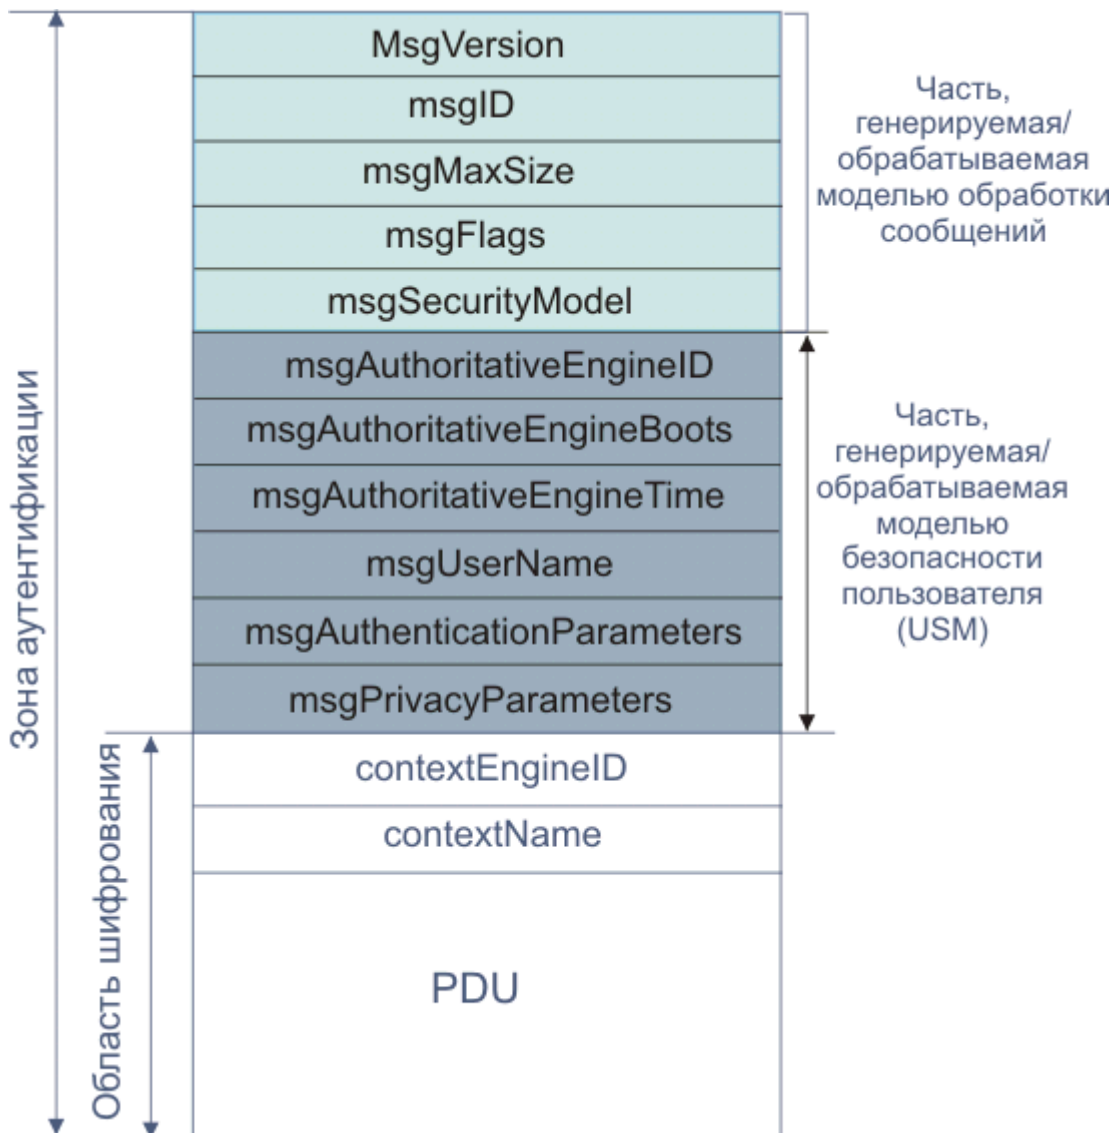 MsgVersion
msgID
msgMaxSize
msgFlags
msgSecurityModel
Часть,
генерируемая/
обрабатываемая
моделью обработки
сообщений
msgAuthoritativeEngineID
msgAuthoritativeEngineBoots
msgAuthoritativeEngineTime
msgUserName
msgAuthenticationParameters
msgPrivacyParameters
Часть,
генерируемая/
обрабатываемая
моделью
безопасности
пользователя
(USM)
Зона аутентификации
Область шифрования
contextEngineID
contextName
PDU